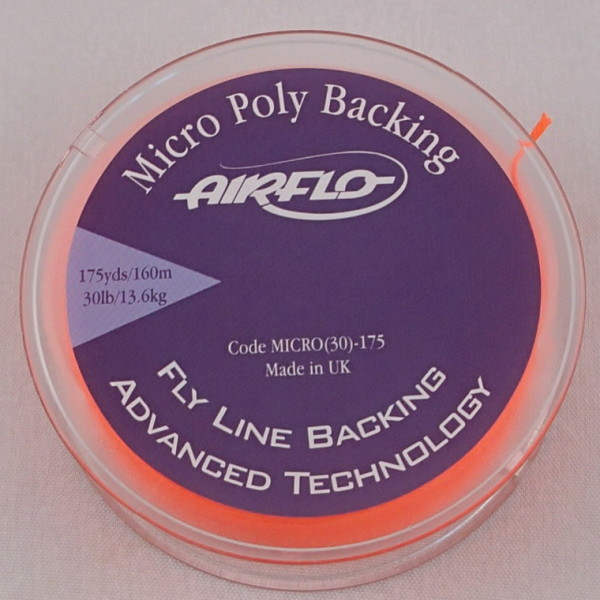 Micro Poly Backing
AIRFLO
175yds/160m
30lb/13.6kg
Code MICRO(30)-175
Made in UK
FLY LINE BACKING
ADVANCED TECHNOLOGY